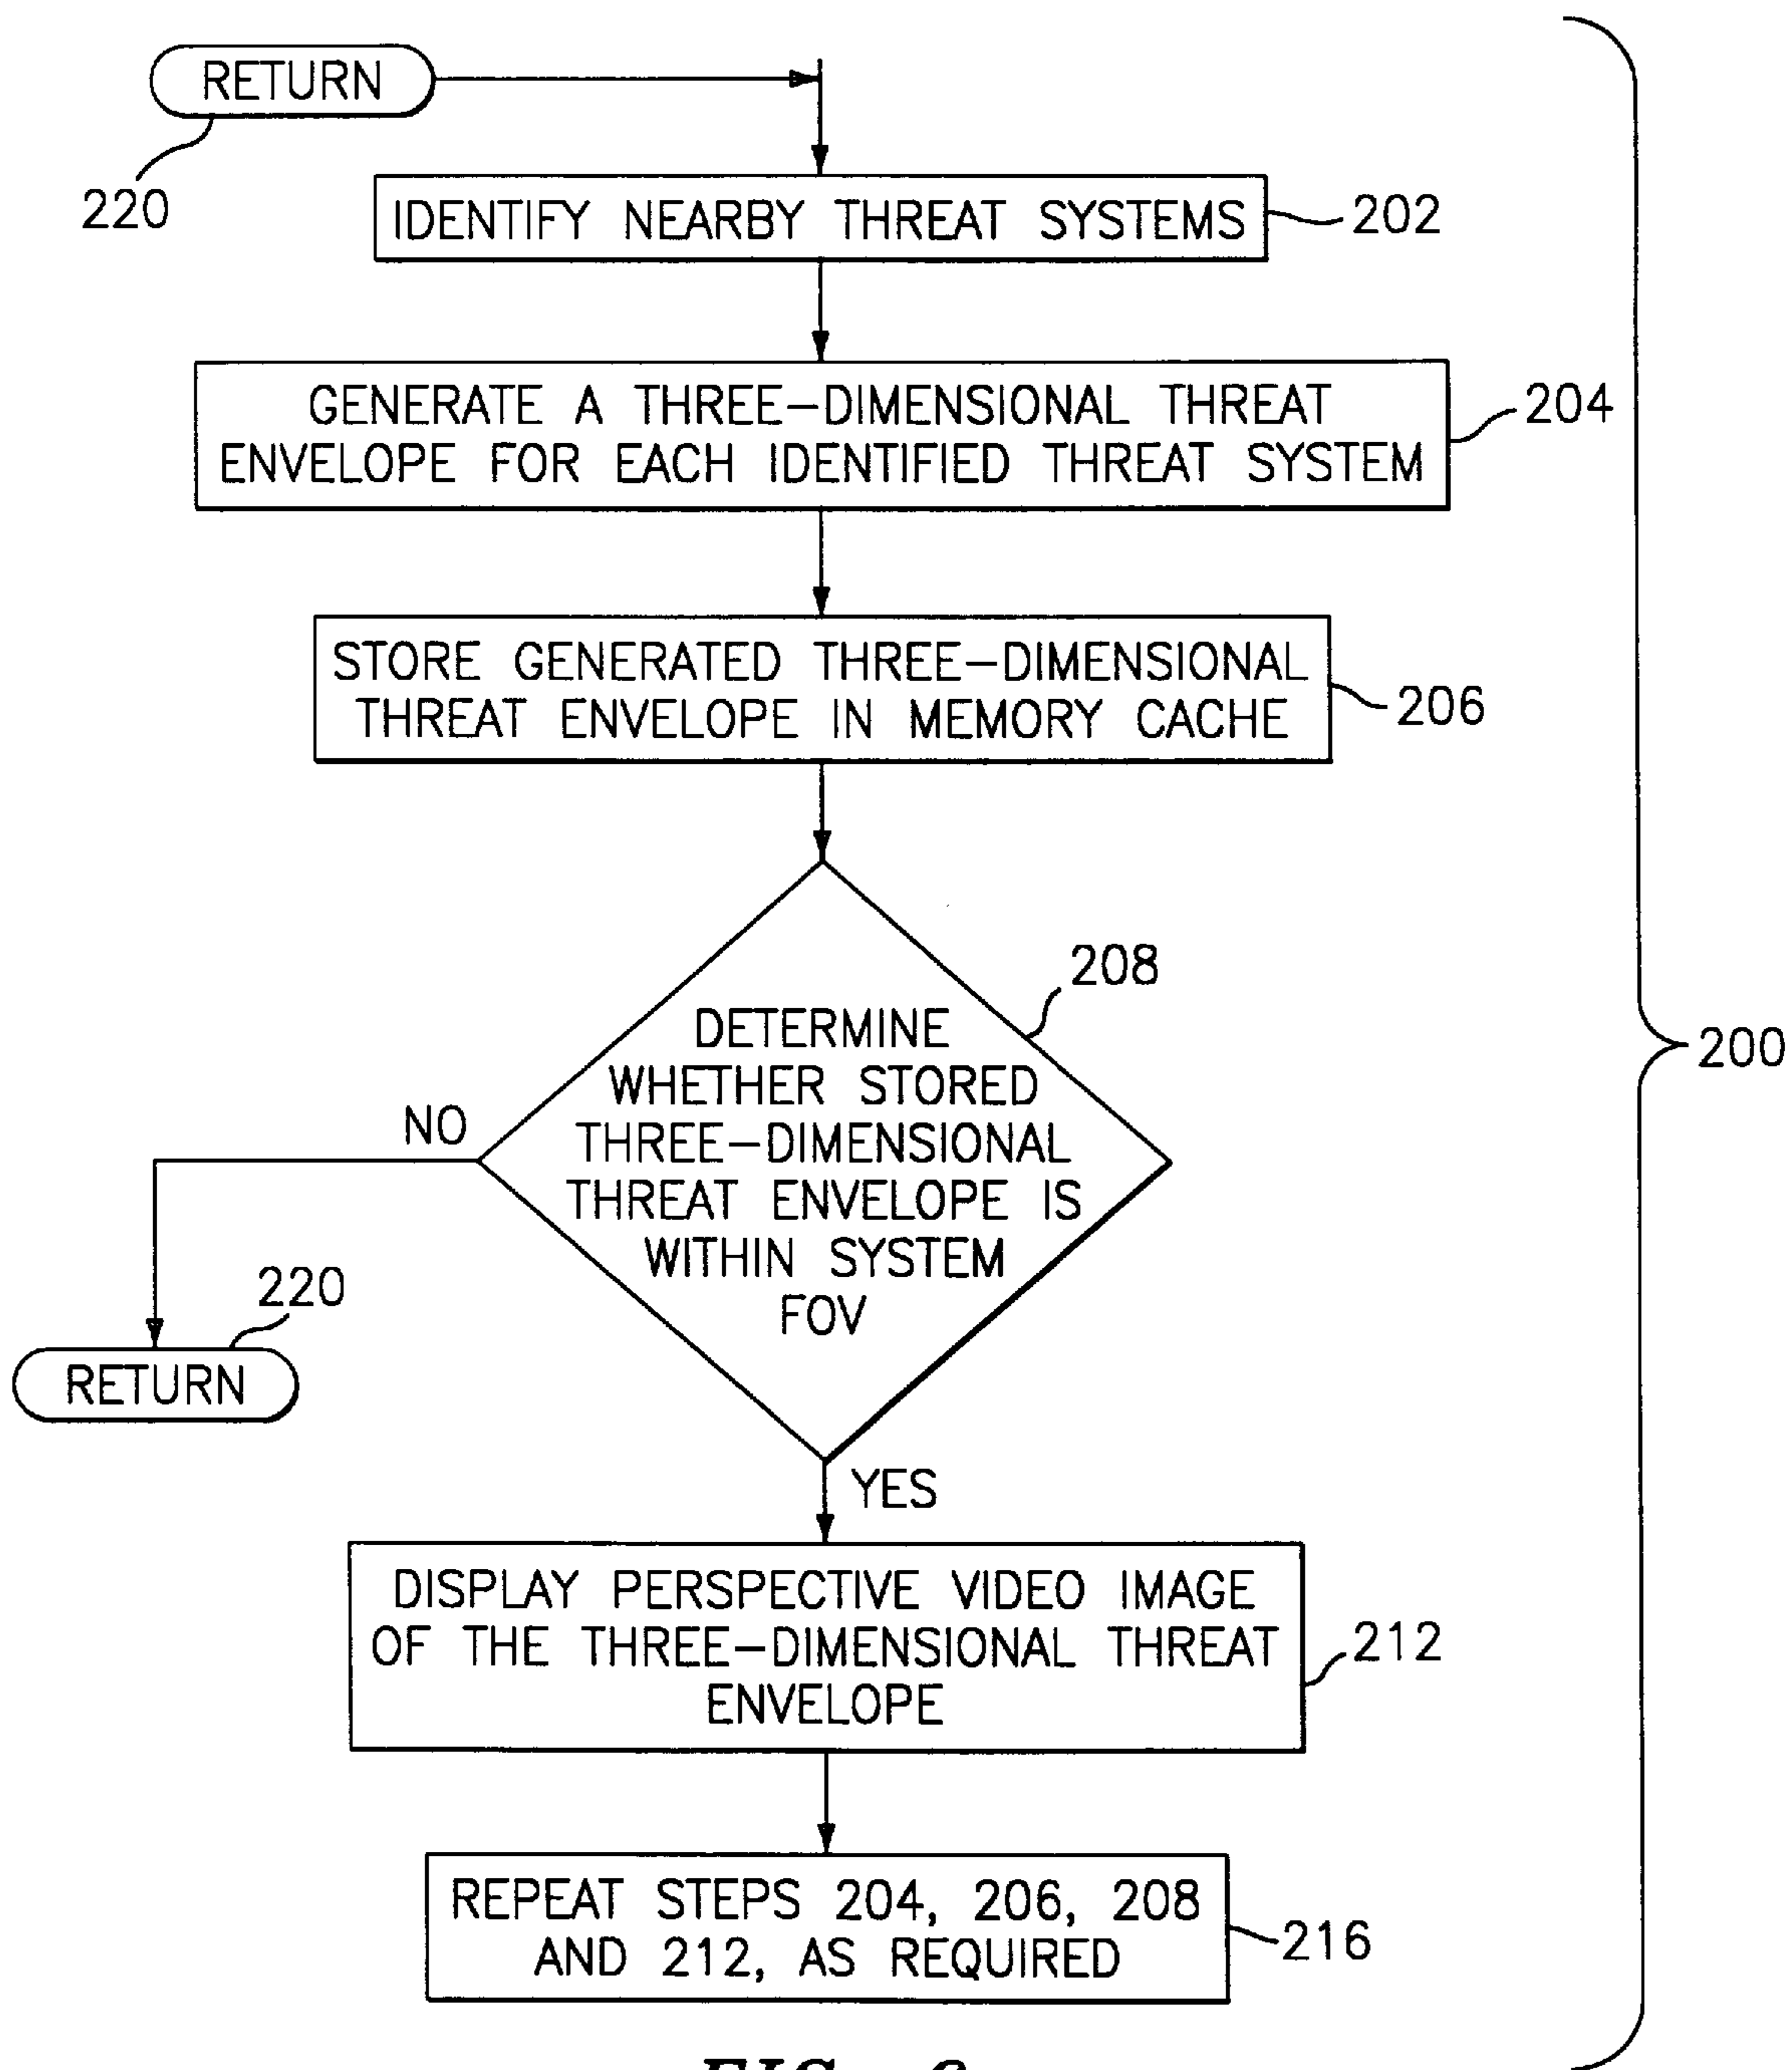 RETURN
220
IDENTIFY NEARBY THREAT SYSTEMS
202
GENERATE A THREE-DIMENSIONAL THREAT
ENVELOPE FOR EACH IDENTIFIED THREAT SYSTEM
204
STORE GENERATED THREE-DIMENSIONAL
THREAT ENVELOPE IN MEMORY CACHE
206
208
DETERMINE
WHETHER STORED
THREE-DIMENSIONAL
THREAT ENVELOPE IS
WITHIN SYSTEM
FOV
200
NO
220
RETURN
YES
DISPLAY PERSPECTIVE VIDEO IMAGE
OF THE THREE-DIMENSIONAL THREAT
ENVELOPE
212
REPEAT STEPS 204, 206, 208
AND 212, AS REQUIRED
216